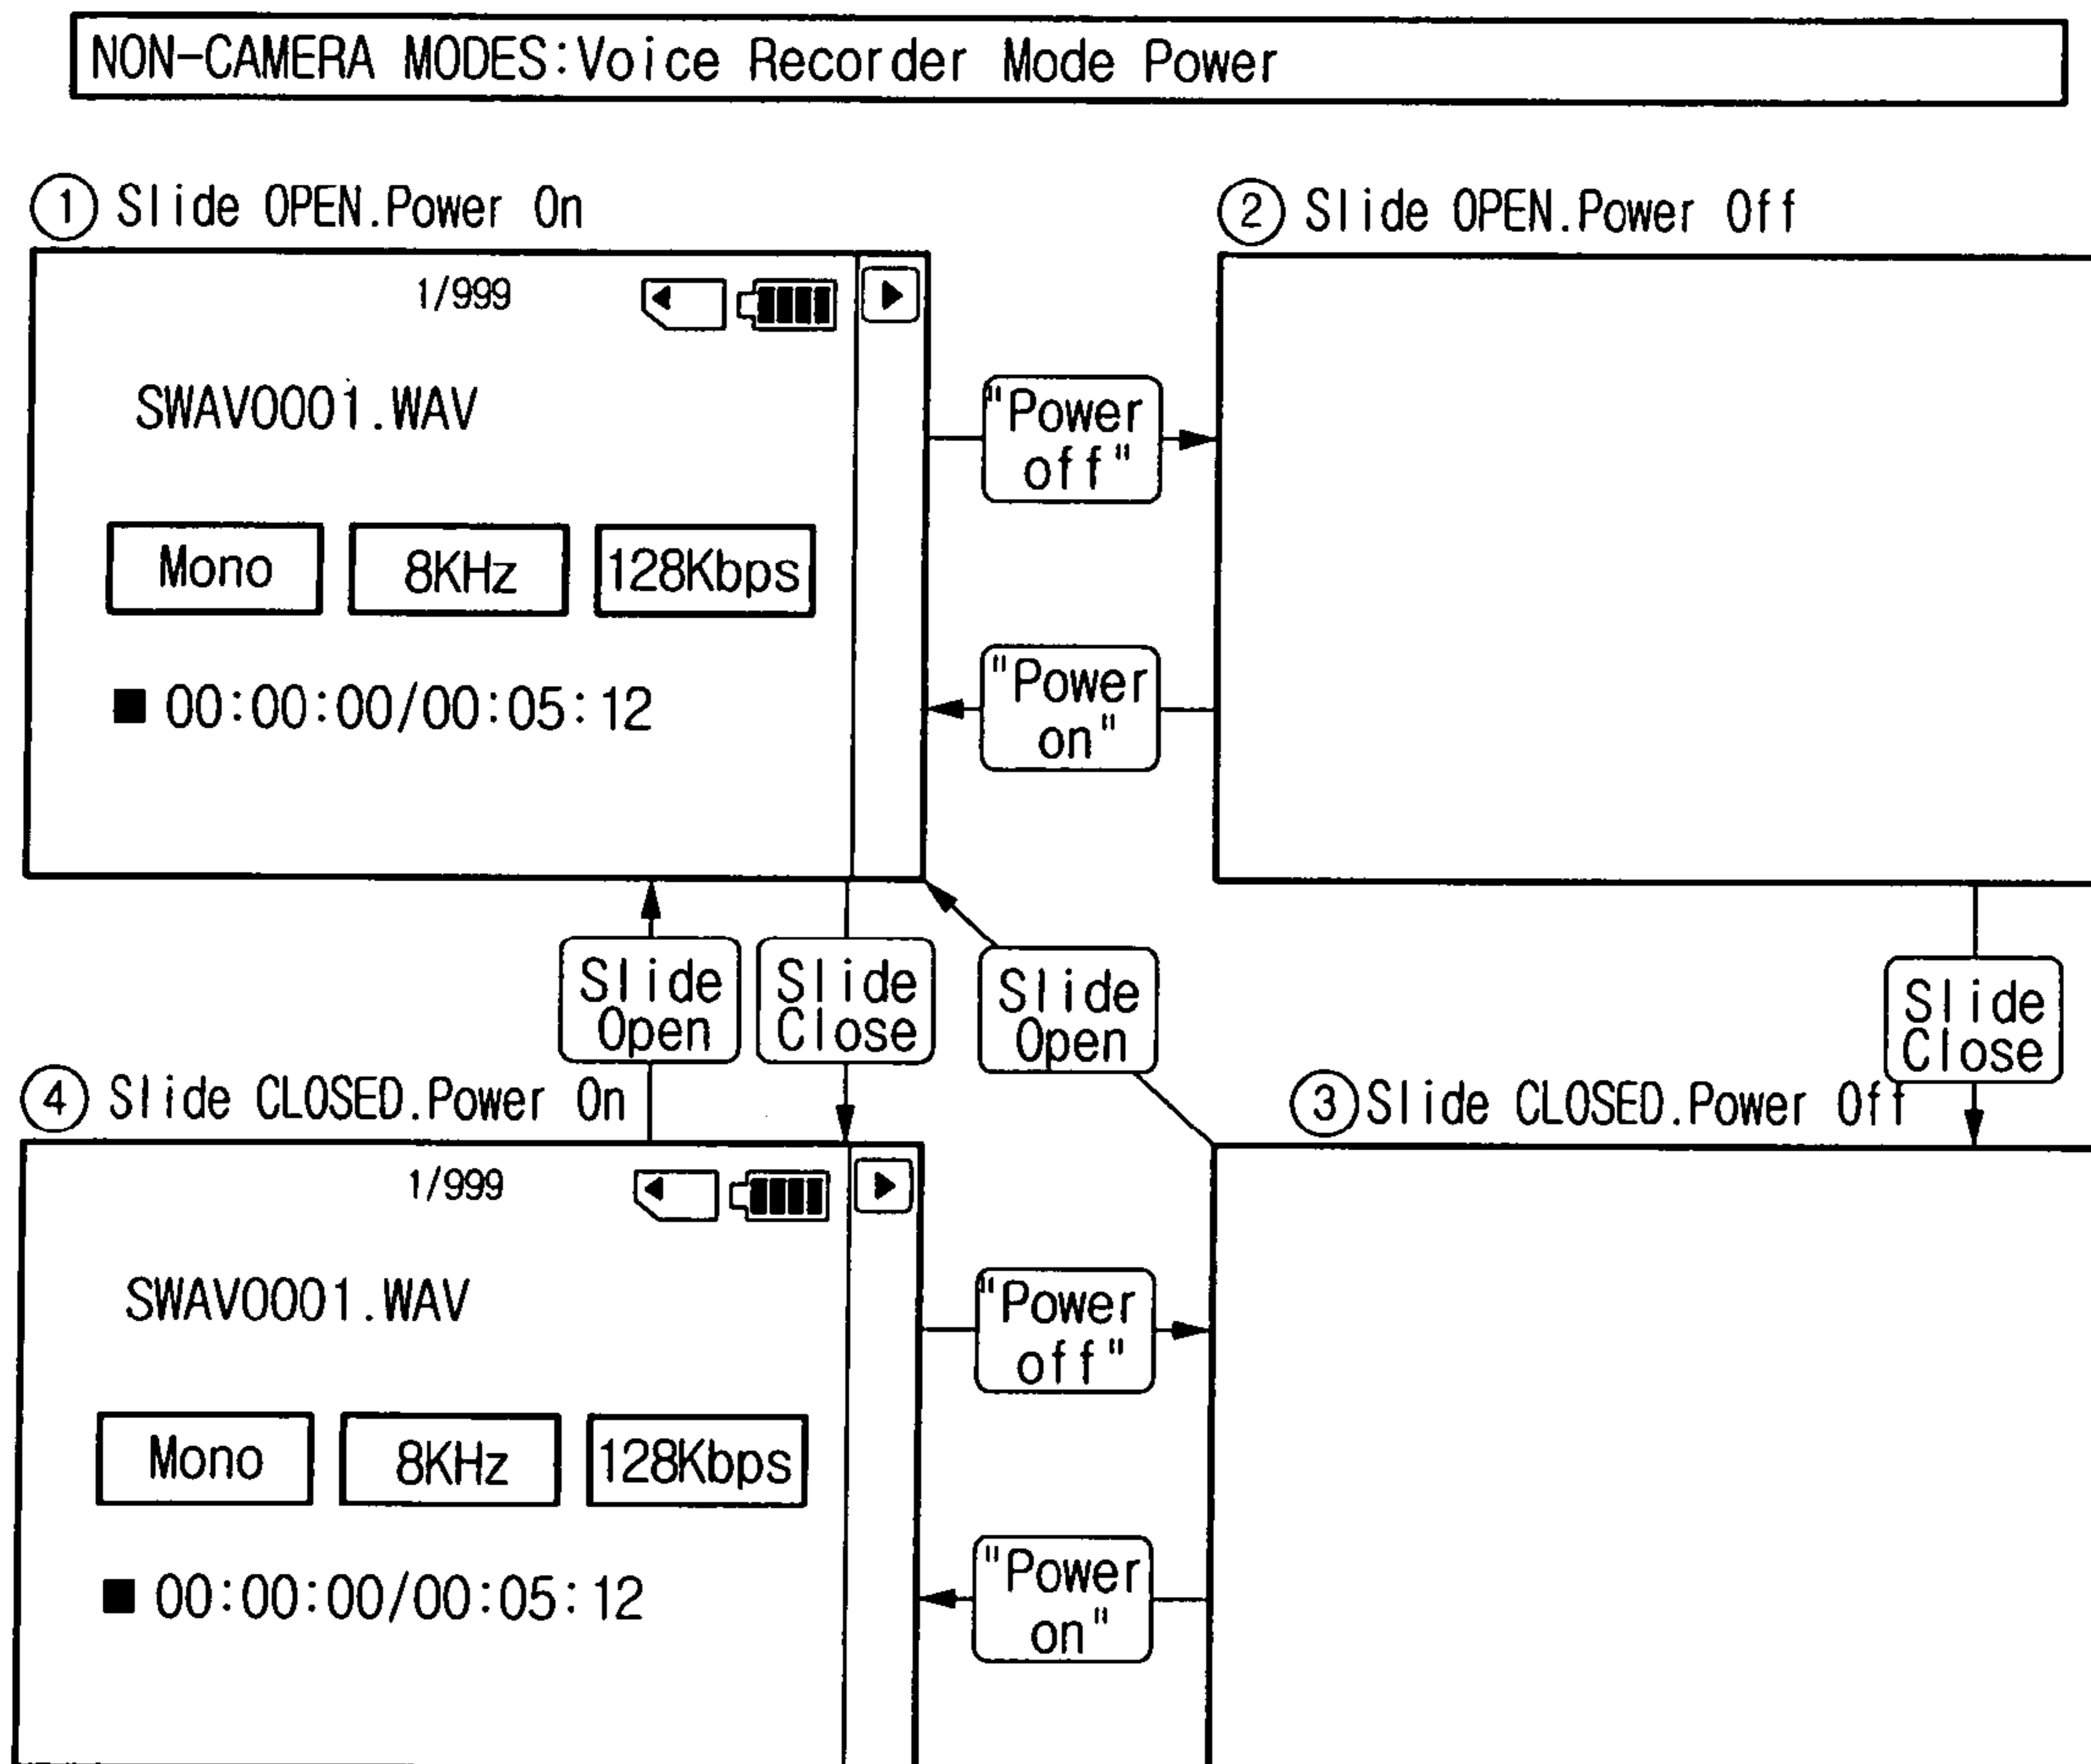 NON-CAMERA MODES:Voice Recorder Mode Power
① Slide OPEN.Power On
1/999
SWAV0001.WAV
Mono 8KHz 128Kbps
■ 00:00:00/00:05:12
"Power
off"
"Power
on"
② Slide OPEN.Power Off
Slide
Open
Slide
Close
Slide
Open
Slide
Close
④ Slide CLOSED.Power On
1/999
SWAV0001.WAV
Mono 8KHz 128Kbps
■ 00:00:00/00:05:12
"Power
off"
"Power
on"
③ Slide CLOSED.Power Off